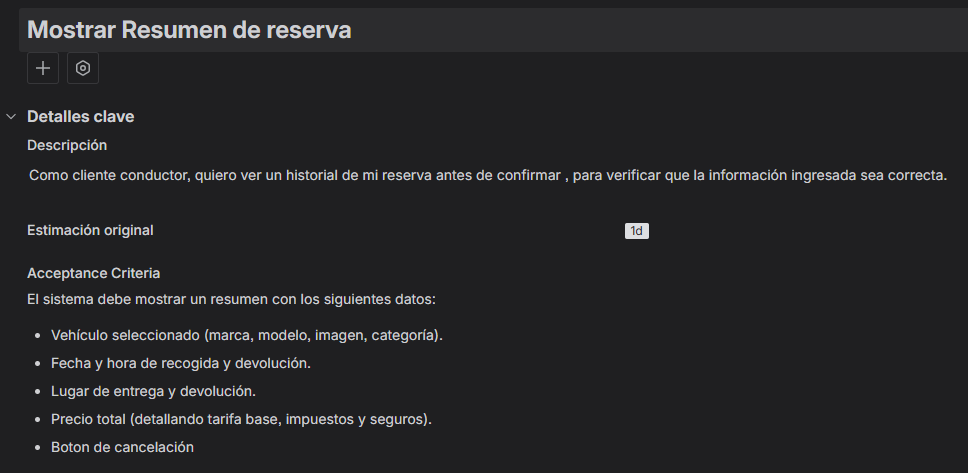 Mostrar Resumen de reserva
Detalles clave
Descripción
Como cliente conductor, quiero ver un historial de mi reserva antes de confirmar , para verificar que la información ingresada sea correcta.
Estimación original
1d
Acceptance Criteria
El sistema debe mostrar un resumen con los siguientes datos:
• Vehículo seleccionado (marca, modelo, imagen, categoría).
• Fecha y hora de recogida y devolución.
• Lugar de entrega y devolución.
• Precio total (detallando tarifa base, impuestos y seguros).
• Boton de cancelación